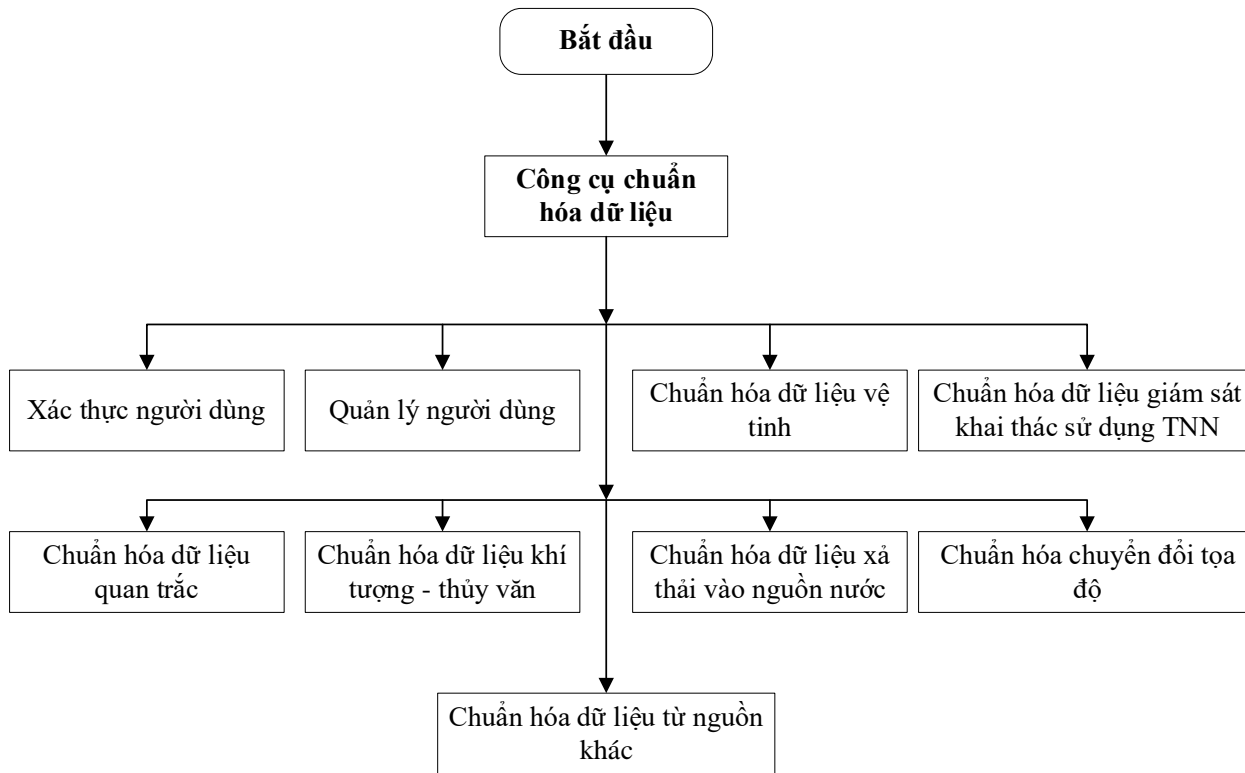 Bắt đầu
Công cụ chuẩn
hóa dữ liệu
Xác thực người dùng
Quản lý người dùng
Chuẩn hóa dữ liệu vệ
tinh
Chuẩn hóa dữ liệu giám sát
khai thác sử dụng TNN
Chuẩn hóa dữ liệu
quan trắc
Chuẩn hóa dữ liệu khí
tượng - thủy văn
Chuẩn hóa dữ liệu xả
thải vào nguồn nước
Chuẩn hóa chuyển đổi tọa
độ
Chuẩn hóa dữ liệu từ nguồn
khác